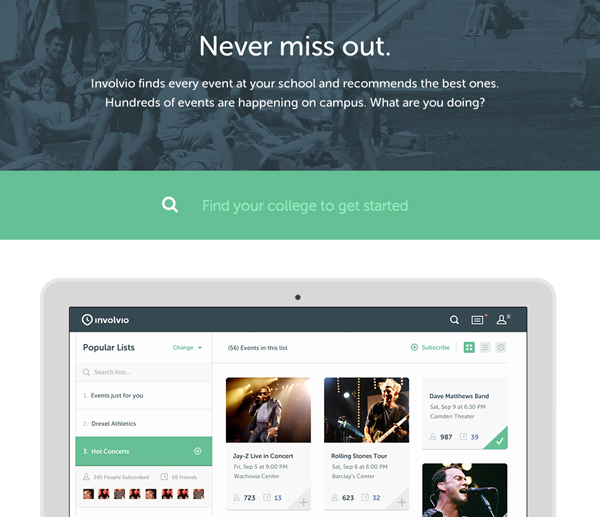 Never miss out.
Involvio finds every event at your school and recommends the best ones.
Hundreds of events are happening on campus. What are you doing?
Find your college to get started
involvio
Popular Lists
Change
(56) Events in this list
Subscribe
Search lists..
1. Events just for you
2. Drexel Athletics
3. Hot Concerts
345 People Subscribed
50 Friends
Jay-Z Live in Concert
Fri, Sep 5 at 9:00 PM
Wachovia Center
723
13
Rolling Stones Tour
Sat, Sep 6 at 6:00 PM
Barclay's Center
623
32
Dave Matthews Band
Sat, Sep 9 at 6:30 PM
Camden Theater
987
39